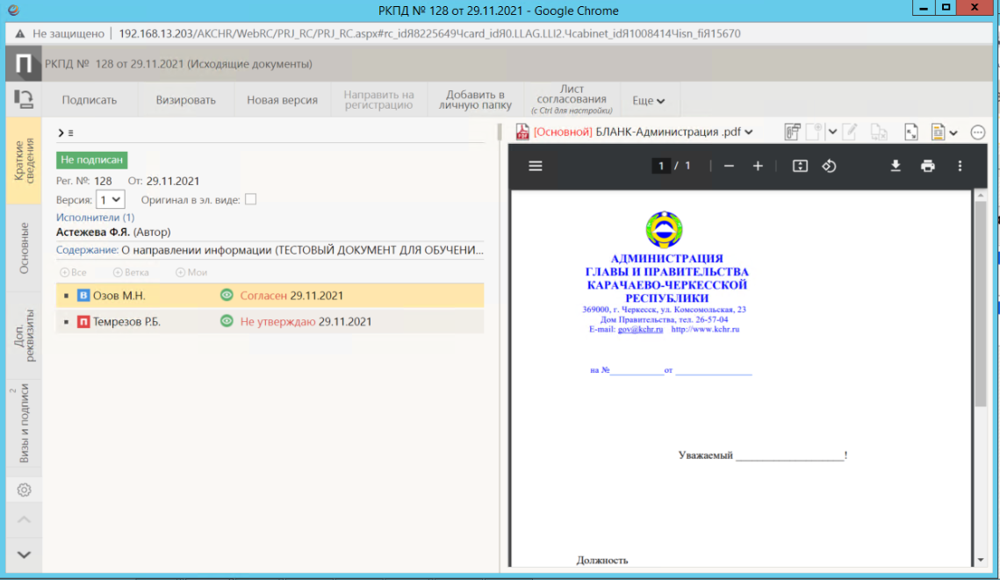 РКПД № 128 от 29.11.2021 - Google Chrome
Не защищено | 192.168.13.203/AKCHR/WebRC/PRJ_RC/PRJ_RC.aspx#rc_idЯ8225649Чcard_idЯ0.LLAG.LLI2.Чcabinet_idЯ1008414Чisn_fiЯ15670
П РКПД № 128 от 29.11.2021 (Исходящие документы)
Подписать Визировать Новая версия Направить на регистрацию Добавить в личную папку Лист согласования (с Ctrl для настройки) Еще
Краткие сведения
Основные
Доп. реквизиты
Визы и подписи 2
Не подписан
Рег. №: 128 От: 29.11.2021
Версия: 1 Оригинал в эл. виде:
Исполнители (1)
Астежева Ф.Я. (Автор)
Содержание: О направлении информации (ТЕСТОВЫЙ ДОКУМЕНТ ДЛЯ ОБУЧЕНИ...
Все Ветка Мои
В Озов М.Н. Согласен 29.11.2021
П Темрезов Р.Б. Не утверждаю 29.11.2021
PDF [Основной] БЛАНК-Администрация .pdf
1 / 1
АДМИНИСТРАЦИЯ
ГЛАВЫ И ПРАВИТЕЛЬСТВА
КАРАЧАЕВО-ЧЕРКЕССКОЙ
РЕСПУБЛИКИ
369000, г. Черкесск, ул. Комсомольская, 23
Дом Правительства, тел. 26-57-04
E-mail: gov@kchr.ru http://www.kchr.ru
на №____________от _________________
Уважаемый ____________________!
Должность